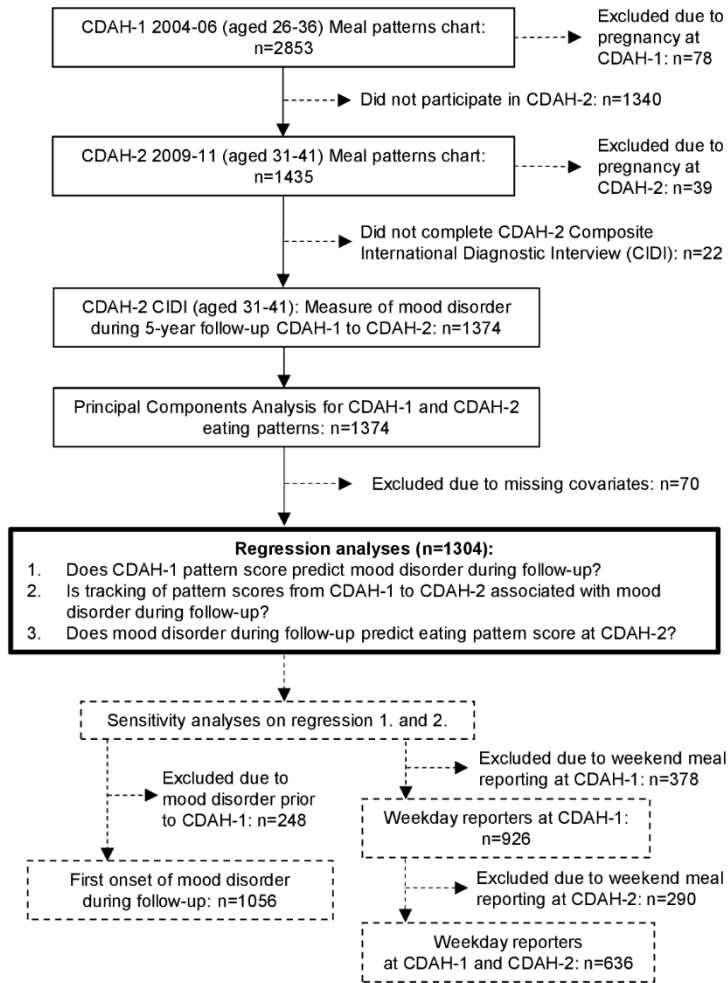 CDAH-1 2004-06 (aged 26-36) Meal patterns chart:
n=2853
Excluded due to
pregnancy at
CDAH-1: n=78
Did not participate in CDAH-2: n=1340
CDAH-2 2009-11 (aged 31-41) Meal patterns chart:
n=1435
Excluded due to
pregnancy at
CDAH-2: n=39
Did not complete CDAH-2 Composite
International Diagnostic Interview (CIDI): n=22
CDAH-2 CIDI (aged 31-41): Measure of mood disorder
during 5-year follow-up CDAH-1 to CDAH-2: n=1374
Principal Components Analysis for CDAH-1 and CDAH-2
eating patterns: n=1374
Excluded due to missing covariates: n=70
Regression analyses (n=1304):
1. Does CDAH-1 pattern score predict mood disorder during follow-up?
2. Is tracking of pattern scores from CDAH-1 to CDAH-2 associated with mood
disorder during follow-up?
3. Does mood disorder during follow-up predict eating pattern score at CDAH-2?
Sensitivity analyses on regression 1. and 2.
Excluded due to
mood disorder prior
to CDAH-1: n=248
First onset of mood disorder
during follow-up: n=1056
Excluded due to weekend meal
reporting at CDAH-1: n=378
Weekday reporters at CDAH-1:
n=926
Excluded due to weekend meal
reporting at CDAH-2: n=290
Weekday reporters
at CDAH-1 and CDAH-2: n=636